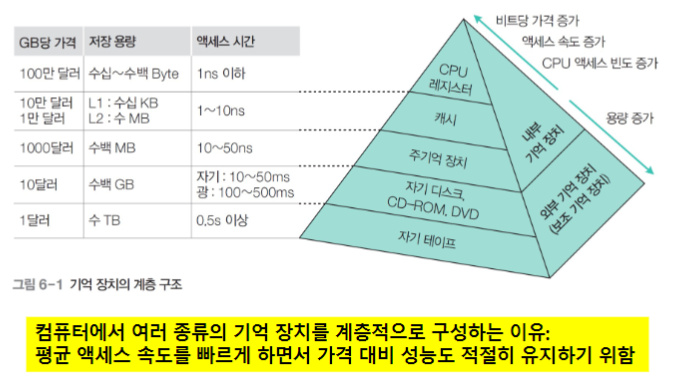 GB당 가격 저장 용량 액세스 시간
100만 달러 수십~수백 Byte 1ns 이하
10만 달러 L1 : 수십 KB 1~10ns
1만 달러 L2 : 수 MB
1000달러 수백 MB 10~50ns
10달러 수백 GB 자기 : 10~50ms
광 : 100~500ms
1달러 수 TB 0.5s 이상
비트당 가격 증가
액세스 속도 증가
CPU 액세스 빈도 증가
용량 증가
CPU
레지스터
캐시
주기억 장치
자기 디스크,
CD-ROM, DVD
자기 테이프
내부
기억 장치
외부 기억 장치
(보조 기억 장치)
그림 6-1 기억 장치의 계층 구조
컴퓨터에서 여러 종류의 기억 장치를 계층적으로 구성하는 이유:
평균 액세스 속도를 빠르게 하면서 가격 대비 성능도 적절히 유지하기 위함